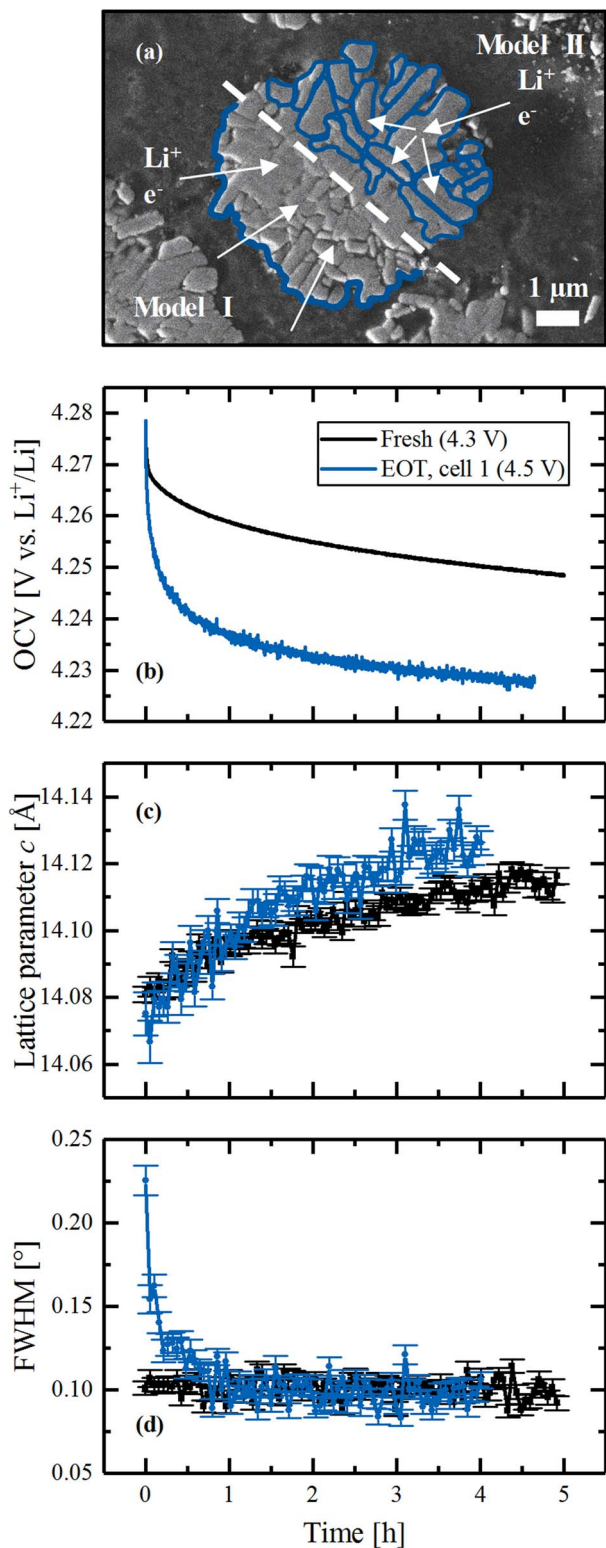 (a)
Model II
Li⁺
e⁻
Li⁺
e⁻
Model I
1 μm
4.28
4.27
4.26
4.25
4.24
4.23
4.22
OCV [V vs. Li⁺/Li]
Fresh (4.3 V)
EOT, cell 1 (4.5 V)
(b)
14.14
14.12
14.10
14.08
14.06
Lattice parameter c [Å]
(c)
0.25
0.20
0.15
0.10
0.05
FWHM [°]
(d)
0 1 2 3 4 5
Time [h]